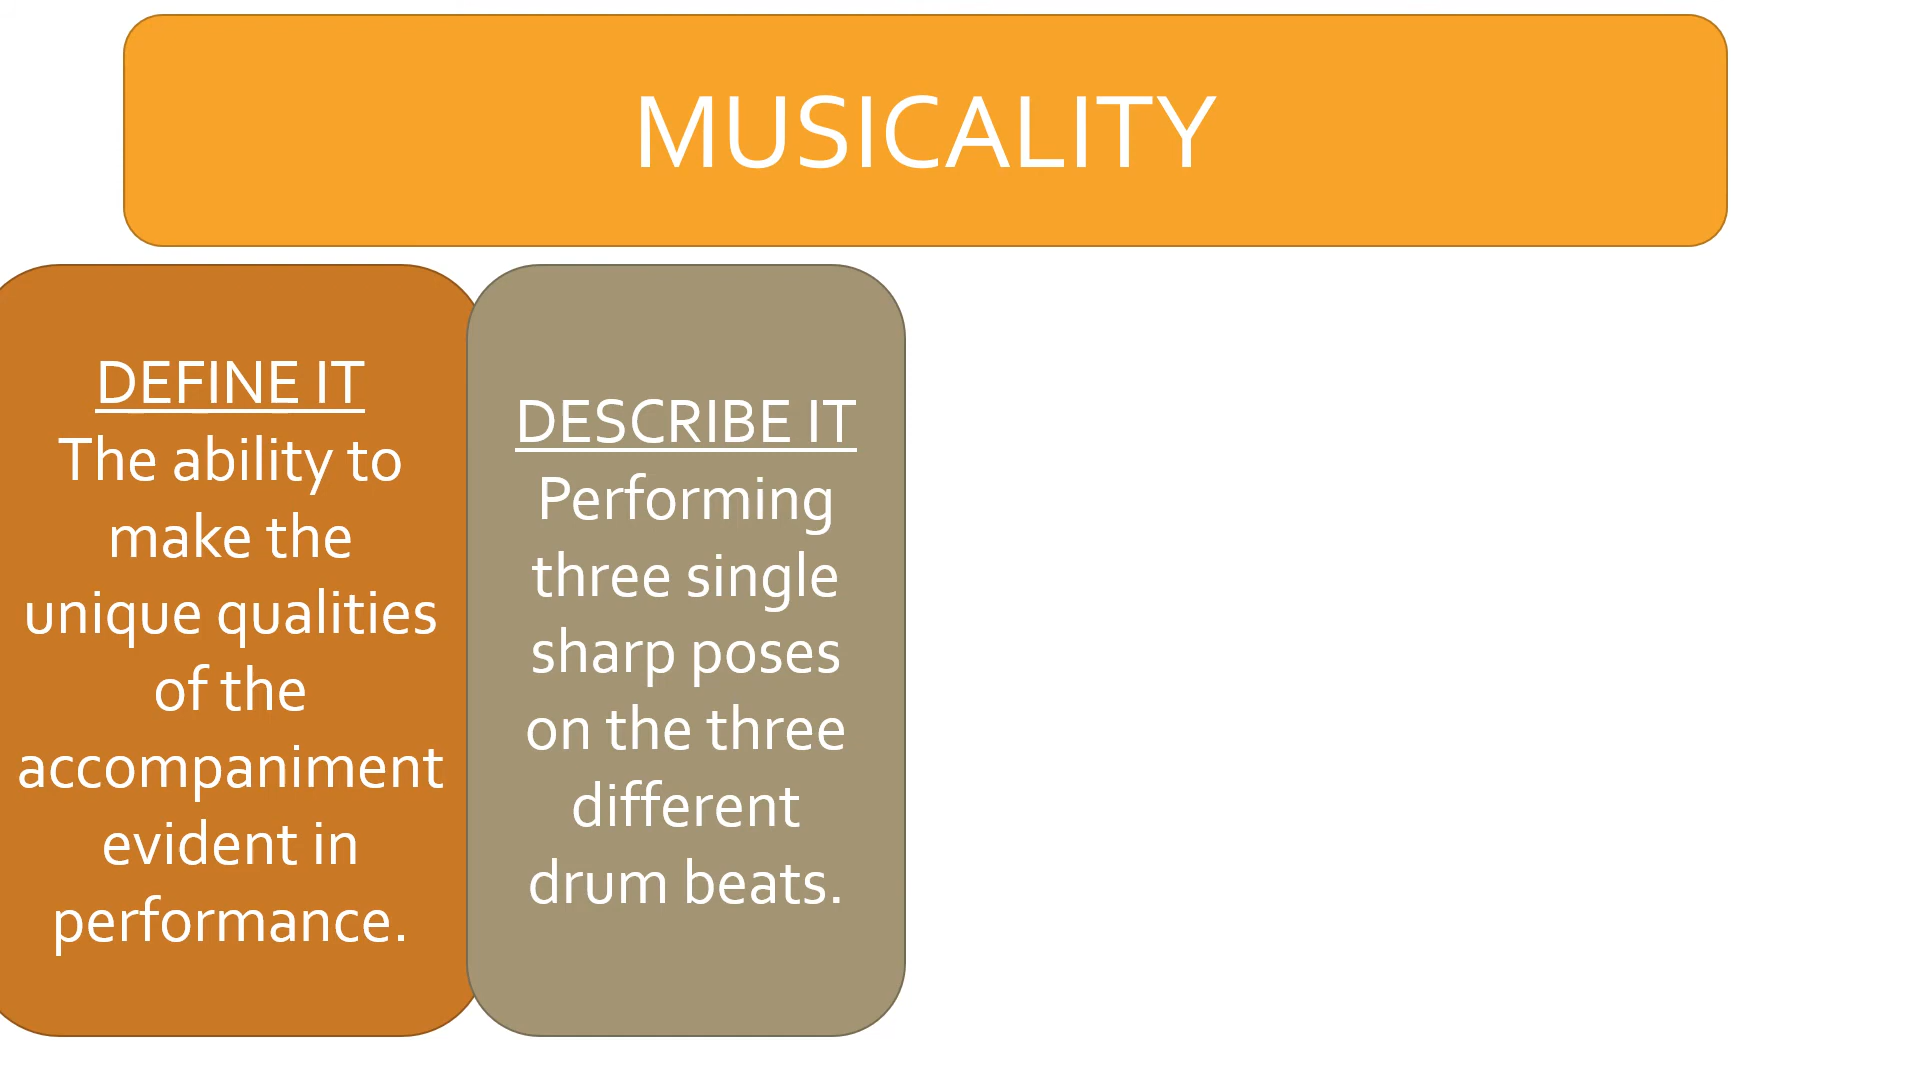 MUSICALITY
DEFINE IT
The ability to
make the
unique qualities
of the
accompaniment
evident in
performance.
DESCRIBE IT
Performing
three single
sharp poses
on the three
different
drum beats.